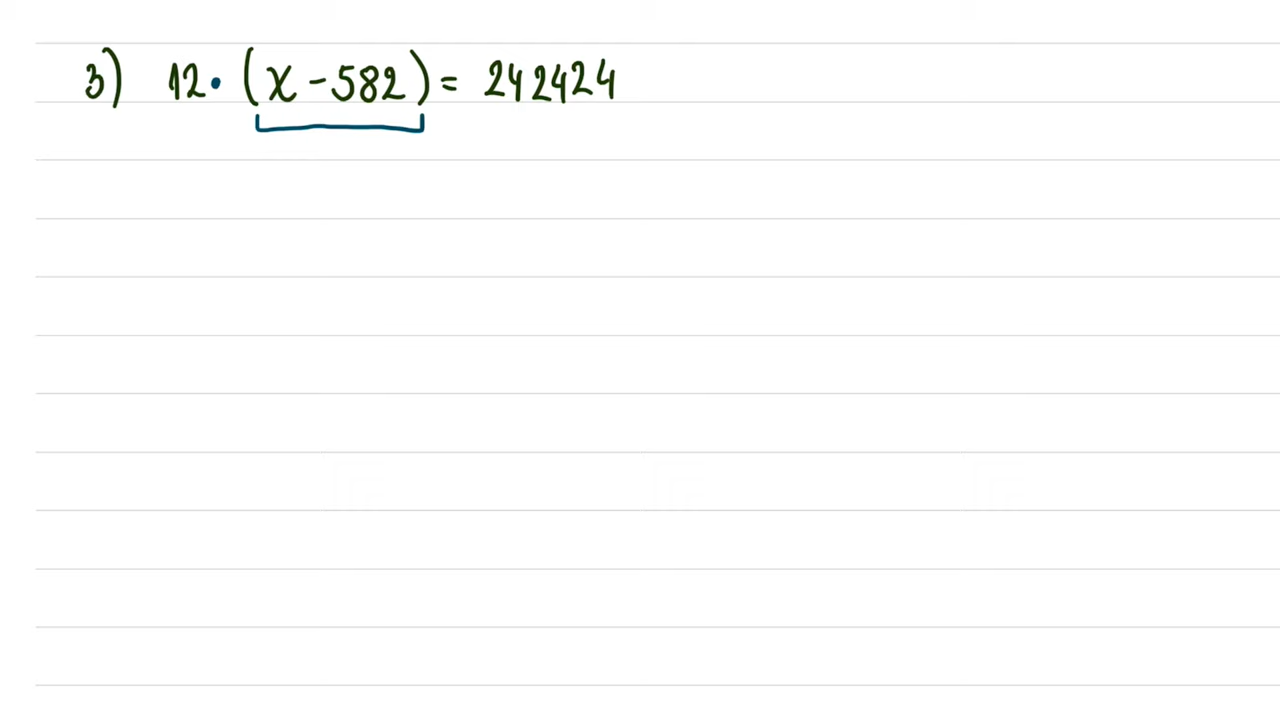 3) 12 · (x - 582) = 242424